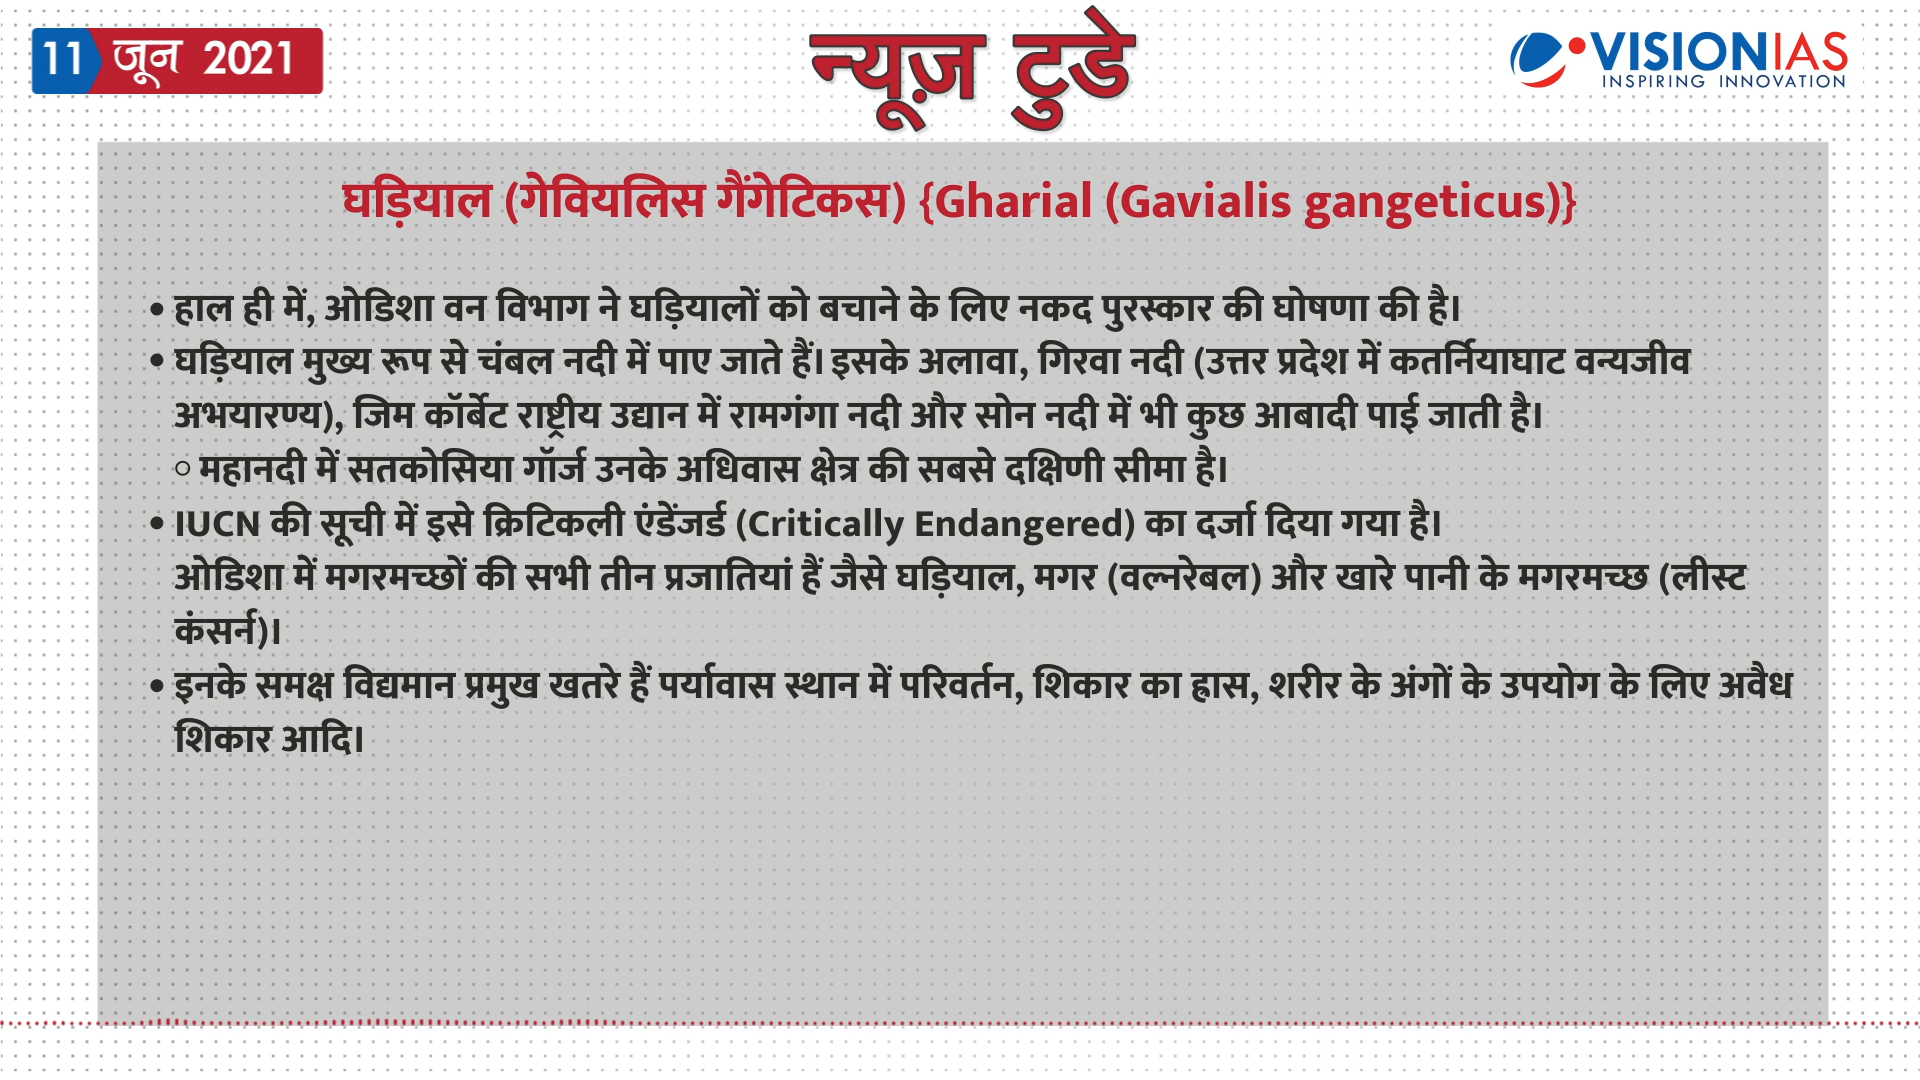 11 जून 2021
न्यूज़ टुडे
VISIONIAS
INSPIRING INNOVATION
घड़ियाल (गेवियलिस गैंगेटिकस) {Gharial (Gavialis gangeticus)}
• हाल ही में, ओडिशा वन विभाग ने घड़ियालों को बचाने के लिए नकद पुरस्कार की घोषणा की है।
• घड़ियाल मुख्य रूप से चंबल नदी में पाए जाते हैं। इसके अलावा, गिरवा नदी (उत्तर प्रदेश में कतर्नियाघाट वन्यजीव
अभयारण्य), जिम कॉर्बेट राष्ट्रीय उद्यान में रामगंगा नदी और सोन नदी में भी कुछ आबादी पाई जाती है।
○ महानदी में सतकोसिया गॉर्ज उनके अधिवास क्षेत्र की सबसे दक्षिणी सीमा है।
• IUCN की सूची में इसे क्रिटिकली एंडेंजर्ड (Critically Endangered) का दर्जा दिया गया है।
ओडिशा में मगरमच्छों की सभी तीन प्रजातियां हैं जैसे घड़ियाल, मगर (वल्नरेबल) और खारे पानी के मगरमच्छ (लीस्ट
कंसर्न)।
• इनके समक्ष विद्यमान प्रमुख खतरे हैं पर्यावास स्थान में परिवर्तन, शिकार का ह्रास, शरीर के अंगों के उपयोग के लिए अवैध
शिकार आदि।